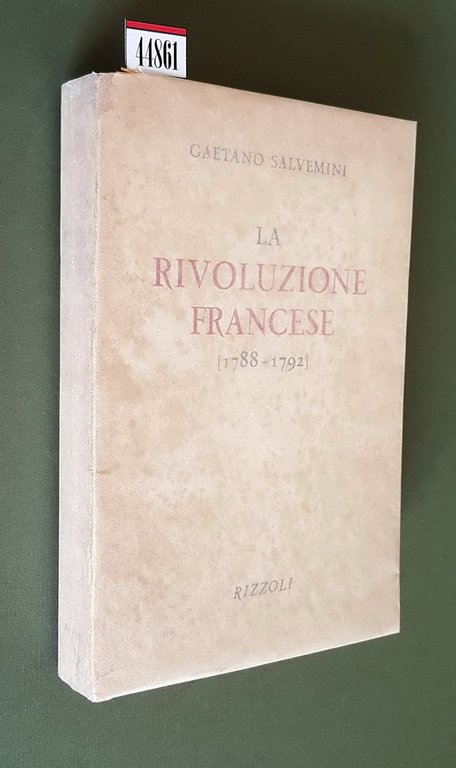 44861
GAETANO SALVEMINI
LA
RIVOLUZIONE
FRANCESE
[1788-1792]
RIZZOLI